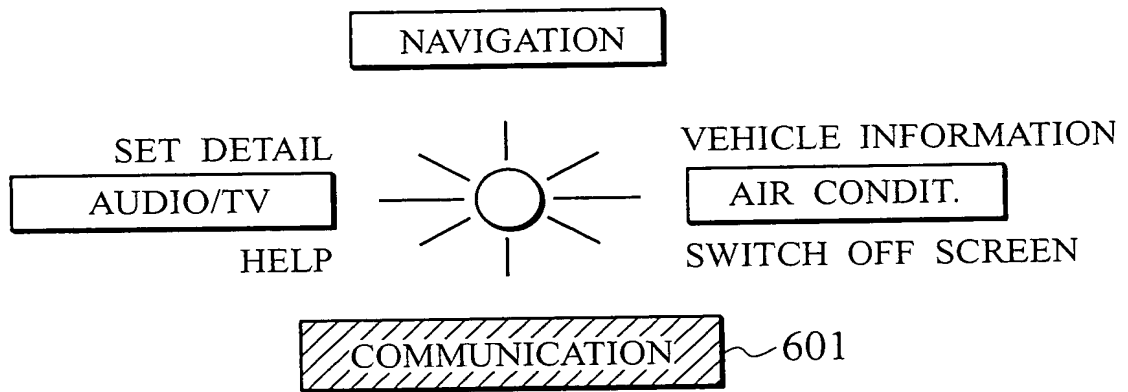 NAVIGATION
SET DETAIL
VEHICLE INFORMATION
AUDIO/TV
AIR CONDIT.
HELP
SWITCH OFF SCREEN
COMMUNICATION
601